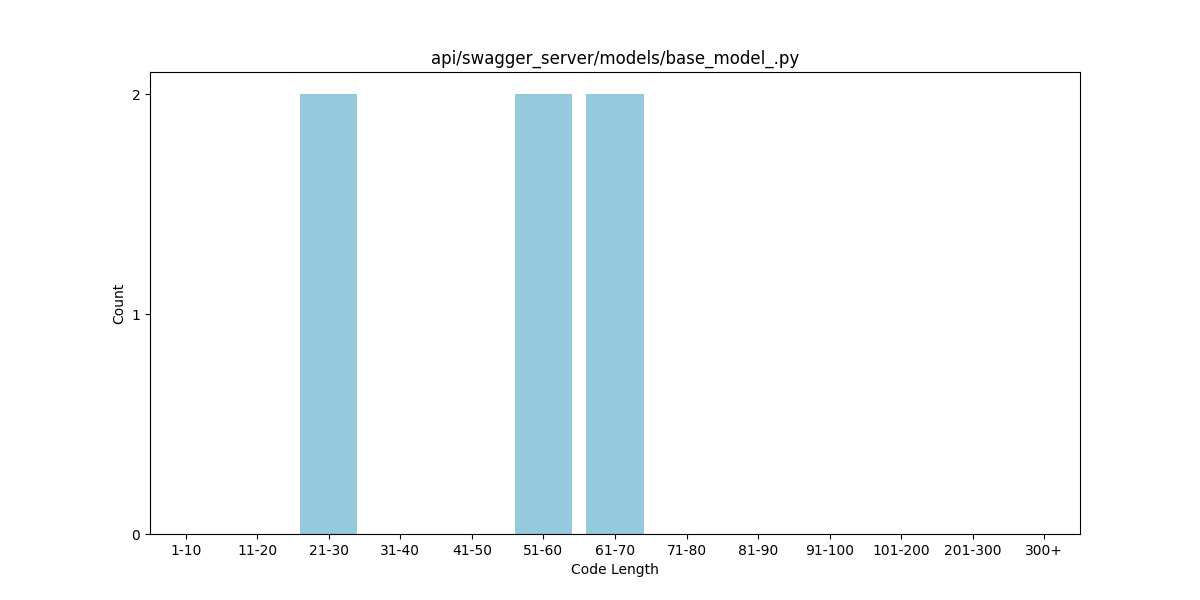 api/swagger_server/models/base_model_.py
Count
2
1
0
1-10 11-20 21-30 31-40 41-50 51-60 61-70 71-80 81-90 91-100 101-200 201-300 300+
Code Length